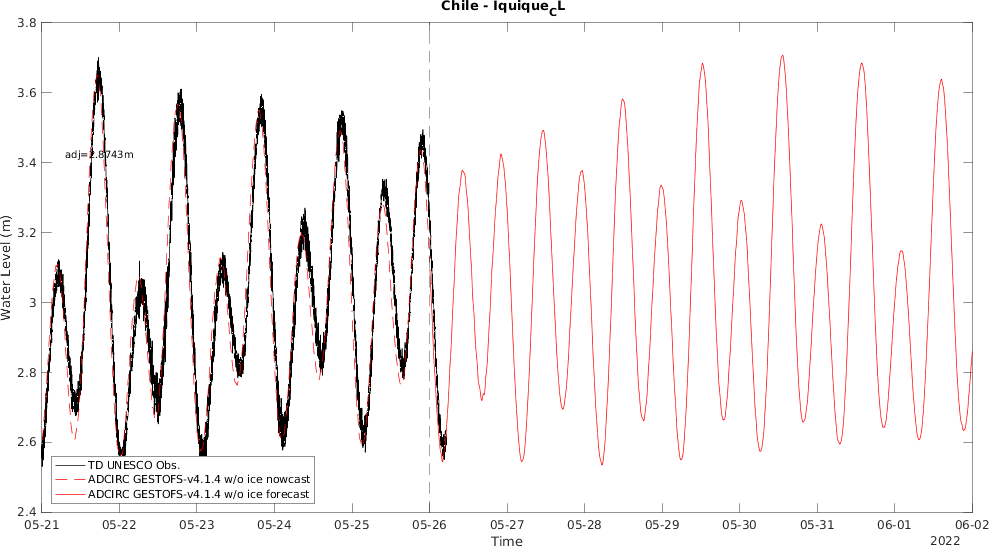 Chile - Iquique_CL
3.8
3.6
3.4
3.2
3
2.8
2.6
2.4
Water Level (m)
adj=2.8743m
TD UNESCO Obs.
ADCIRC GESTOFS-v4.1.4 w/o ice nowcast
ADCIRC GESTOFS-v4.1.4 w/o ice forecast
05-21 05-22 05-23 05-24 05-25 05-26 05-27 05-28 05-29 05-30 05-31 06-01 06-02
Time
2022